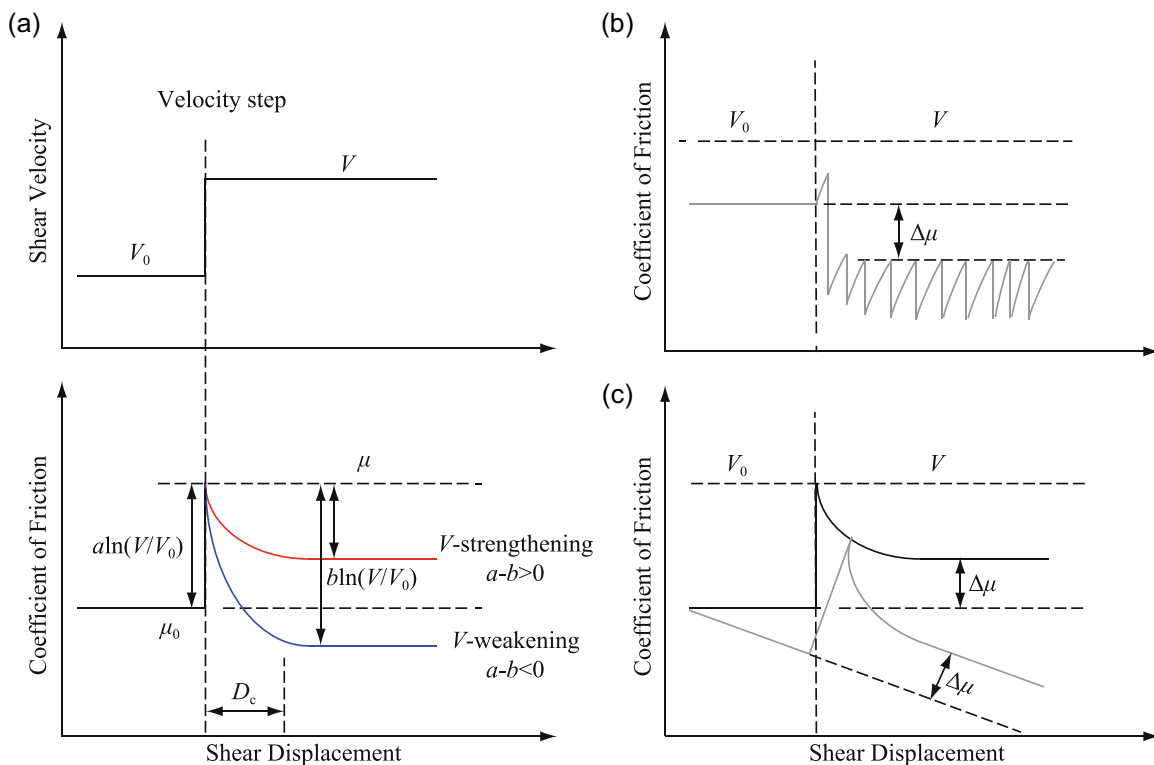 (a)
Shear Velocity
Velocity step
V₀
V
Coefficient of Friction
μ
aln(V/V₀)
V-strengthening
a-b>0
bln(V/V₀)
μ₀
V-weakening
a-b<0
D꜀
Shear Displacement
(b)
Coefficient of Friction
V₀
V
Δμ
(c)
Coefficient of Friction
V₀
V
Δμ
Δμ
Shear Displacement